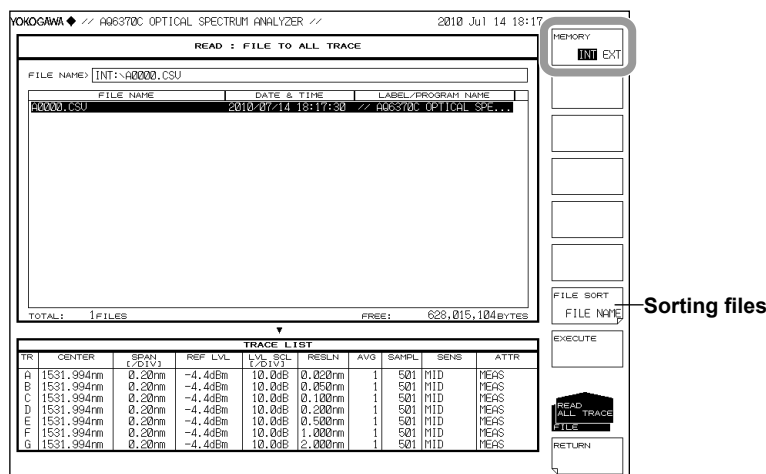 YOKOGAWA ◆ // AQ6370C OPTICAL SPECTRUM ANALYZER // 2010 Jul 14 18:17
READ : FILE TO ALL TRACE
FILE NAME> INT:\A0000.CSV
FILE NAME DATE & TIME LABEL/PROGRAM NAME
A0000.CSV 2010/07/14 18:17:30 // AQ6370C OPTICAL SPE...
TOTAL: 1FILES FREE: 628,015,104BYTES
▼
TRACE LIST
TR CENTER SPAN [/DIV] REF LVL LVL SCL [/DIV] RESLN AVG SAMPL SENS ATTR
A 1531.994nm 0.20nm -4.4dBm 10.0dB 0.020nm 1 501 MID MEAS
B 1531.994nm 0.20nm -4.4dBm 10.0dB 0.050nm 1 501 MID MEAS
C 1531.994nm 0.20nm -4.4dBm 10.0dB 0.100nm 1 501 MID MEAS
D 1531.994nm 0.20nm -4.4dBm 10.0dB 0.200nm 1 501 MID MEAS
E 1531.994nm 0.20nm -4.4dBm 10.0dB 0.500nm 1 501 MID MEAS
F 1531.994nm 0.20nm -4.4dBm 10.0dB 1.000nm 1 501 MID MEAS
G 1531.994nm 0.20nm -4.4dBm 10.0dB 2.000nm 1 501 MID MEAS
MEMORY
INT EXT
FILE SORT
FILE NAME
Sorting files
EXECUTE
READ
ALL TRACE
FILE
RETURN